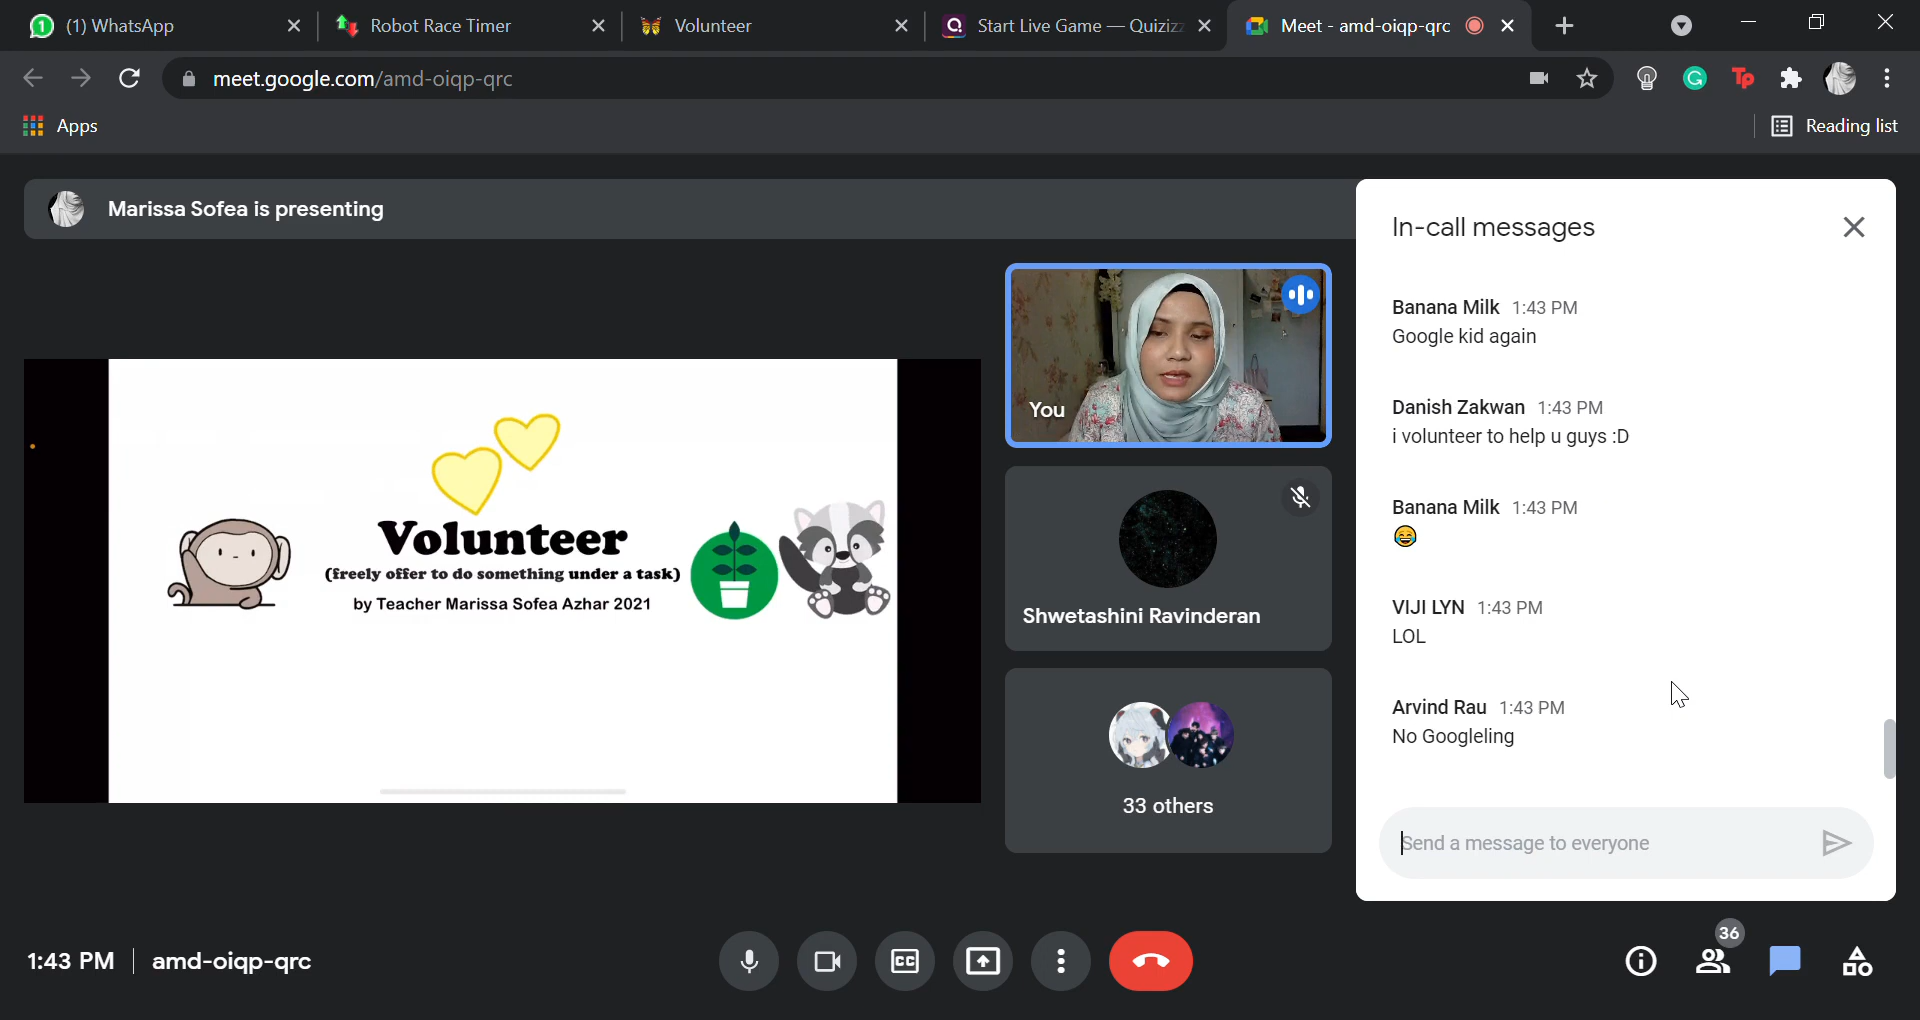 (1) WhatsApp
Robot Race Timer
Volunteer
Start Live Game — Quizizz
Meet - amd-oiqp-qrc
meet.google.com/amd-oiqp-qrc
G
Tp
Apps
Reading list
Marissa Sofea is presenting
Volunteer
(freely offer to do something under a task)
by Teacher Marissa Sofea Azhar 2021
You
Shwetashini Ravinderan
33 others
In-call messages
Banana Milk 1:43 PM
Google kid again
Danish Zakwan 1:43 PM
i volunteer to help u guys :D
Banana Milk 1:43 PM
😂
VIJI LYN 1:43 PM
LOL
Arvind Rau 1:43 PM
No Googleling
Send a message to everyone
1:43 PM
amd-oiqp-qrc
CC
36